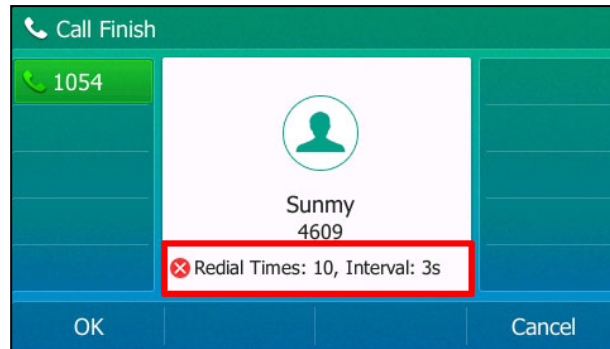 Call Finish
1054
Sunmy
4609
Redial Times: 10, Interval: 3s
OK
Cancel